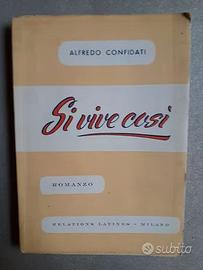 ALFREDO CONFIDATI
Si vive così
ROMANZO
RELATIONS LATINES - MILANO
subito